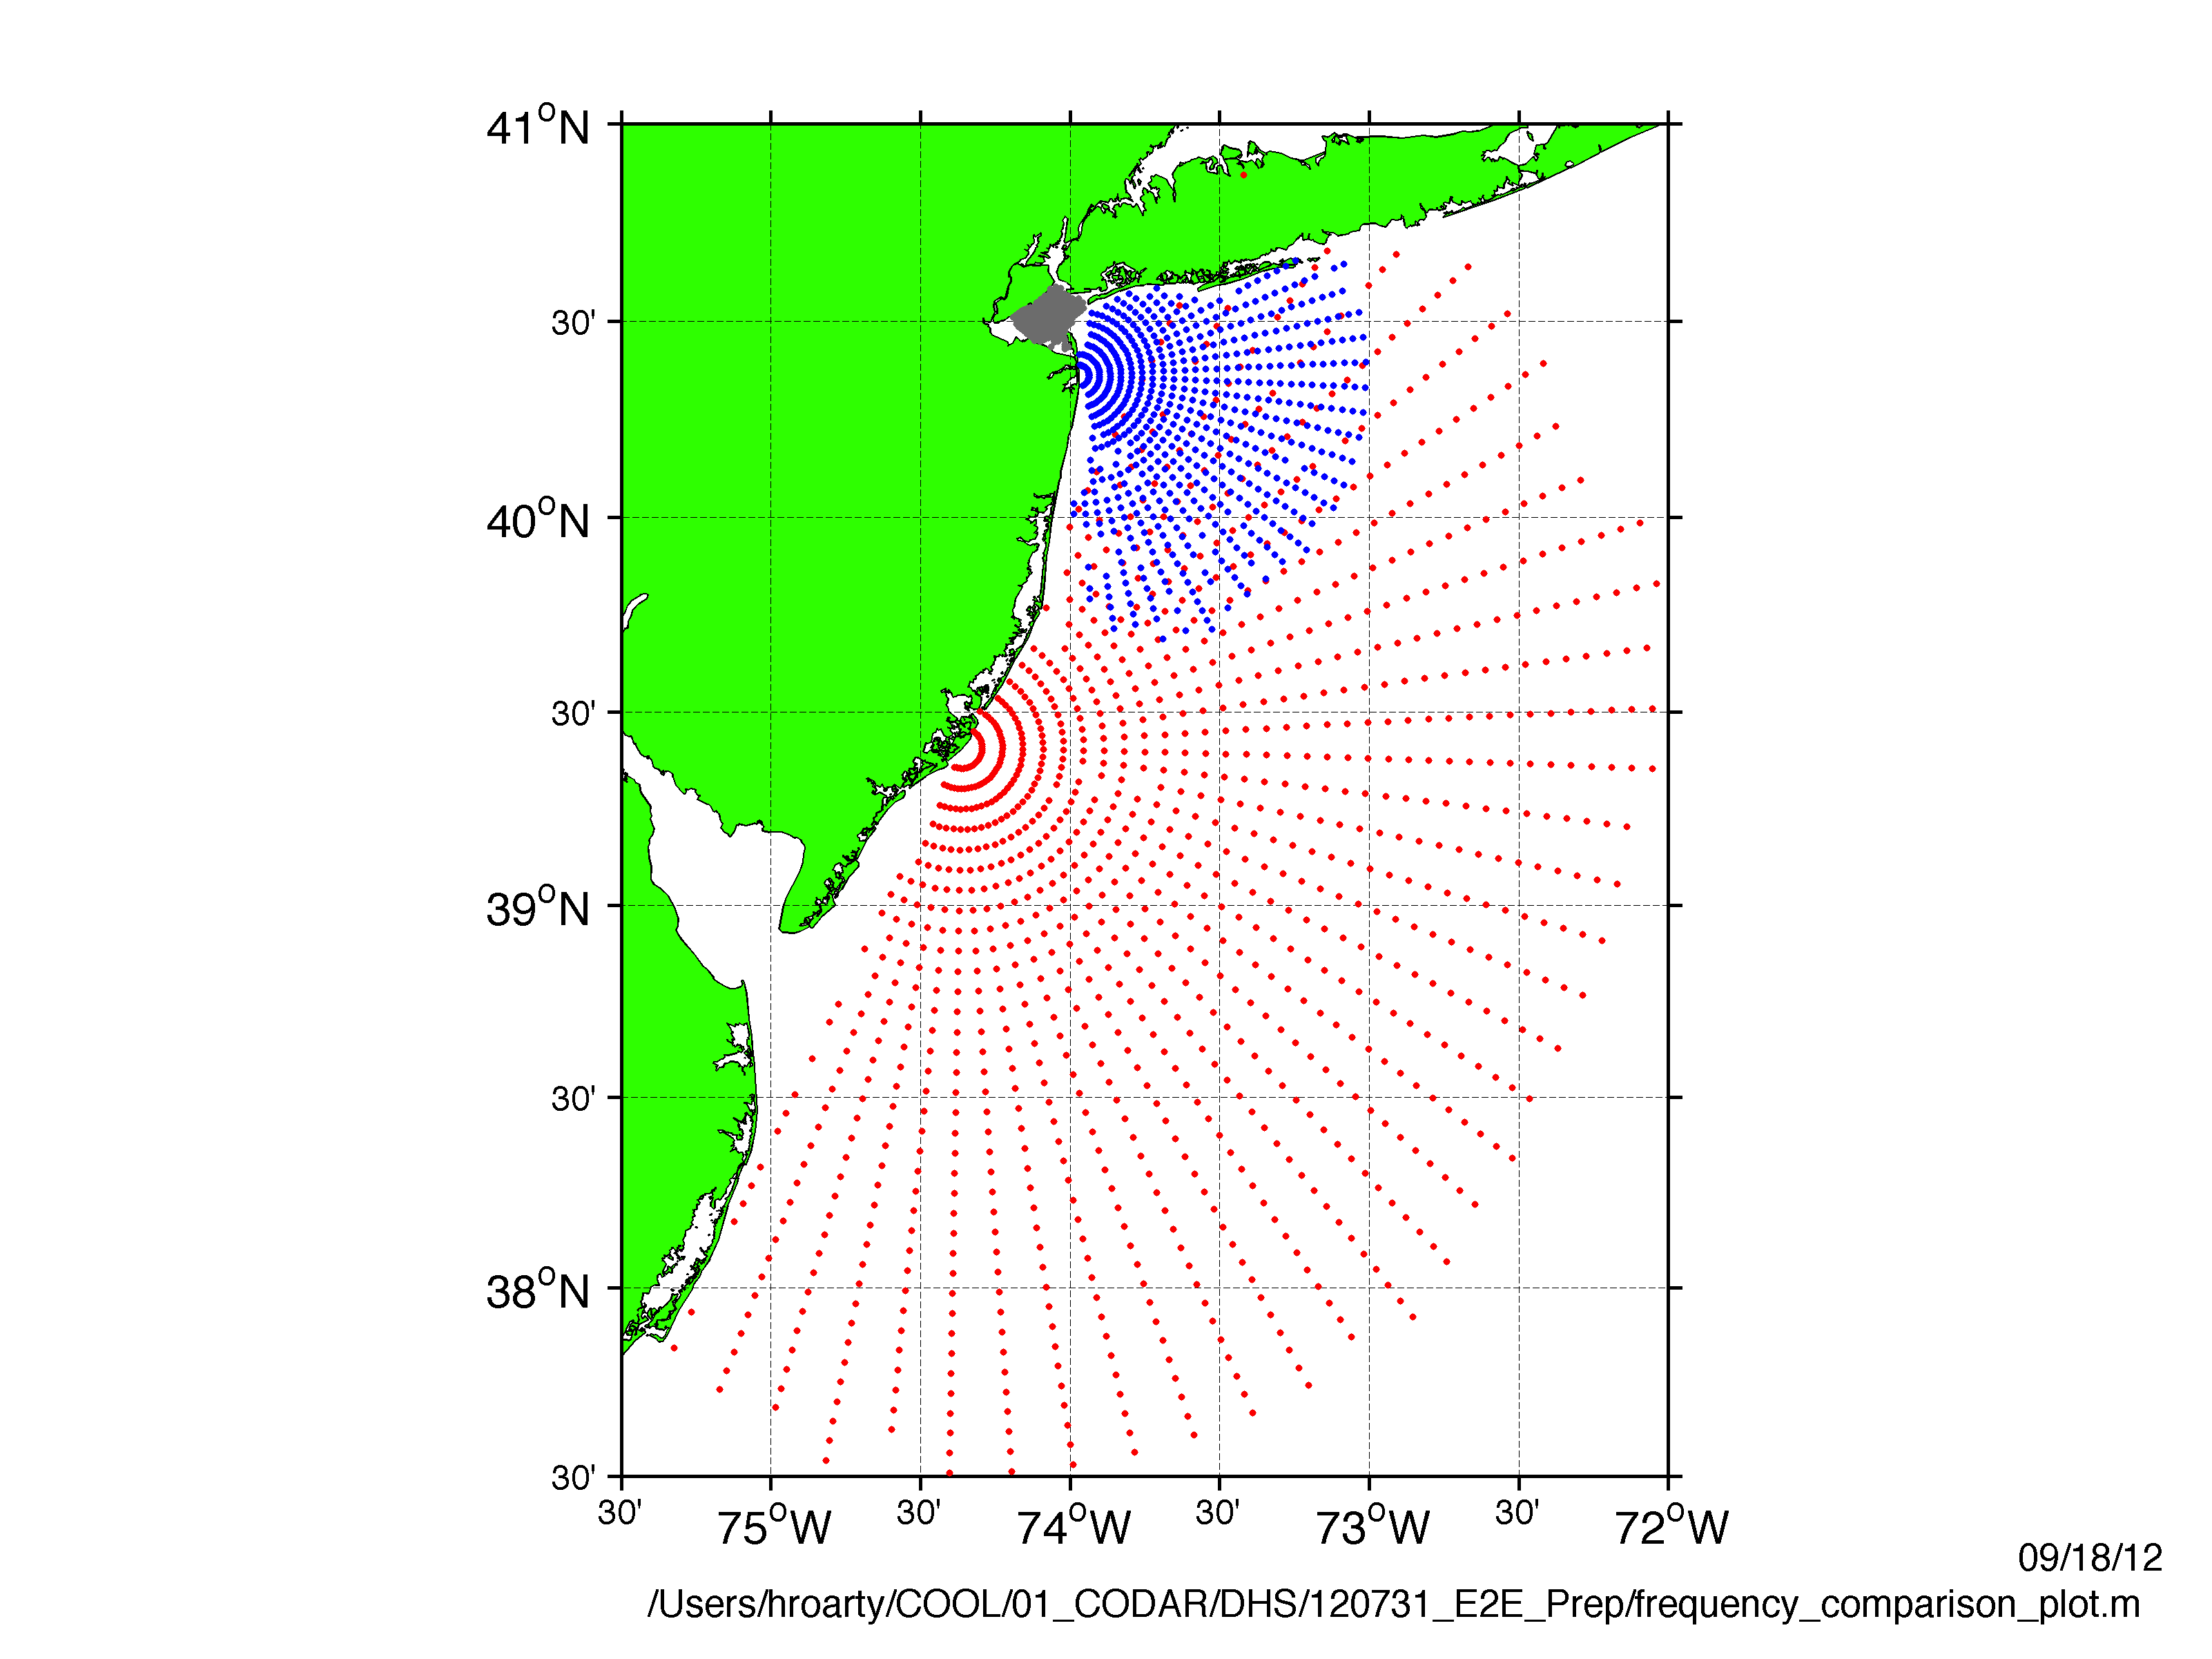 41°N
30'
40°N
30'
39°N
30'
38°N
30'
30' 75°W 30' 74°W 30' 73°W 30' 72°W
09/18/12
/Users/hroarty/COOL/01_CODAR/DHS/120731_E2E_Prep/frequency_comparison_plot.m